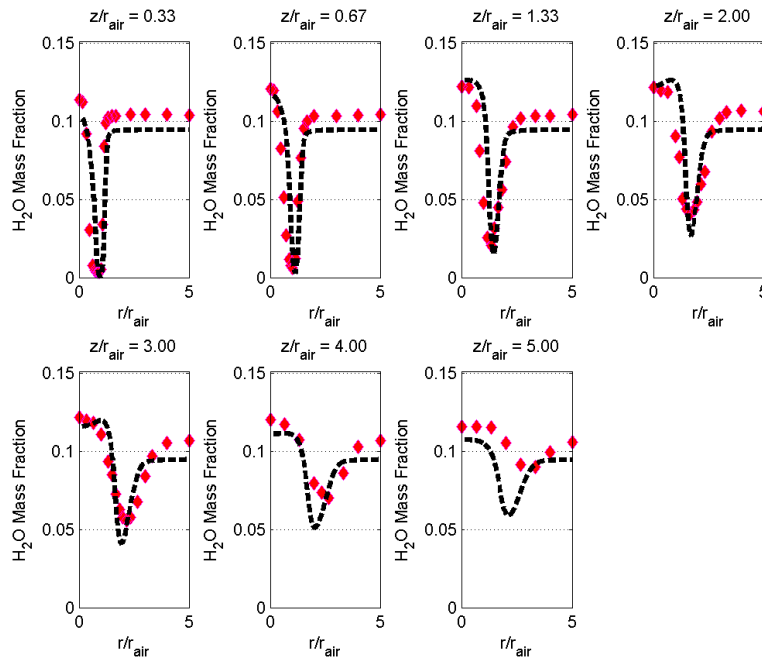 z/r_air = 0.33
z/r_air = 0.67
z/r_air = 1.33
z/r_air = 2.00
0.15
0.1
0.05
0
H₂O Mass Fraction
0 5
r/r_air
0.15
0.1
0.05
0
H₂O Mass Fraction
0 5
r/r_air
0.15
0.1
0.05
0
H₂O Mass Fraction
0 5
r/r_air
0.15
0.1
0.05
0
H₂O Mass Fraction
0 5
r/r_air
z/r_air = 3.00
z/r_air = 4.00
z/r_air = 5.00
0.15
0.1
0.05
0
H₂O Mass Fraction
0 5
r/r_air
0.15
0.1
0.05
0
H₂O Mass Fraction
0 5
r/r_air
0.15
0.1
0.05
0
H₂O Mass Fraction
0 5
r/r_air